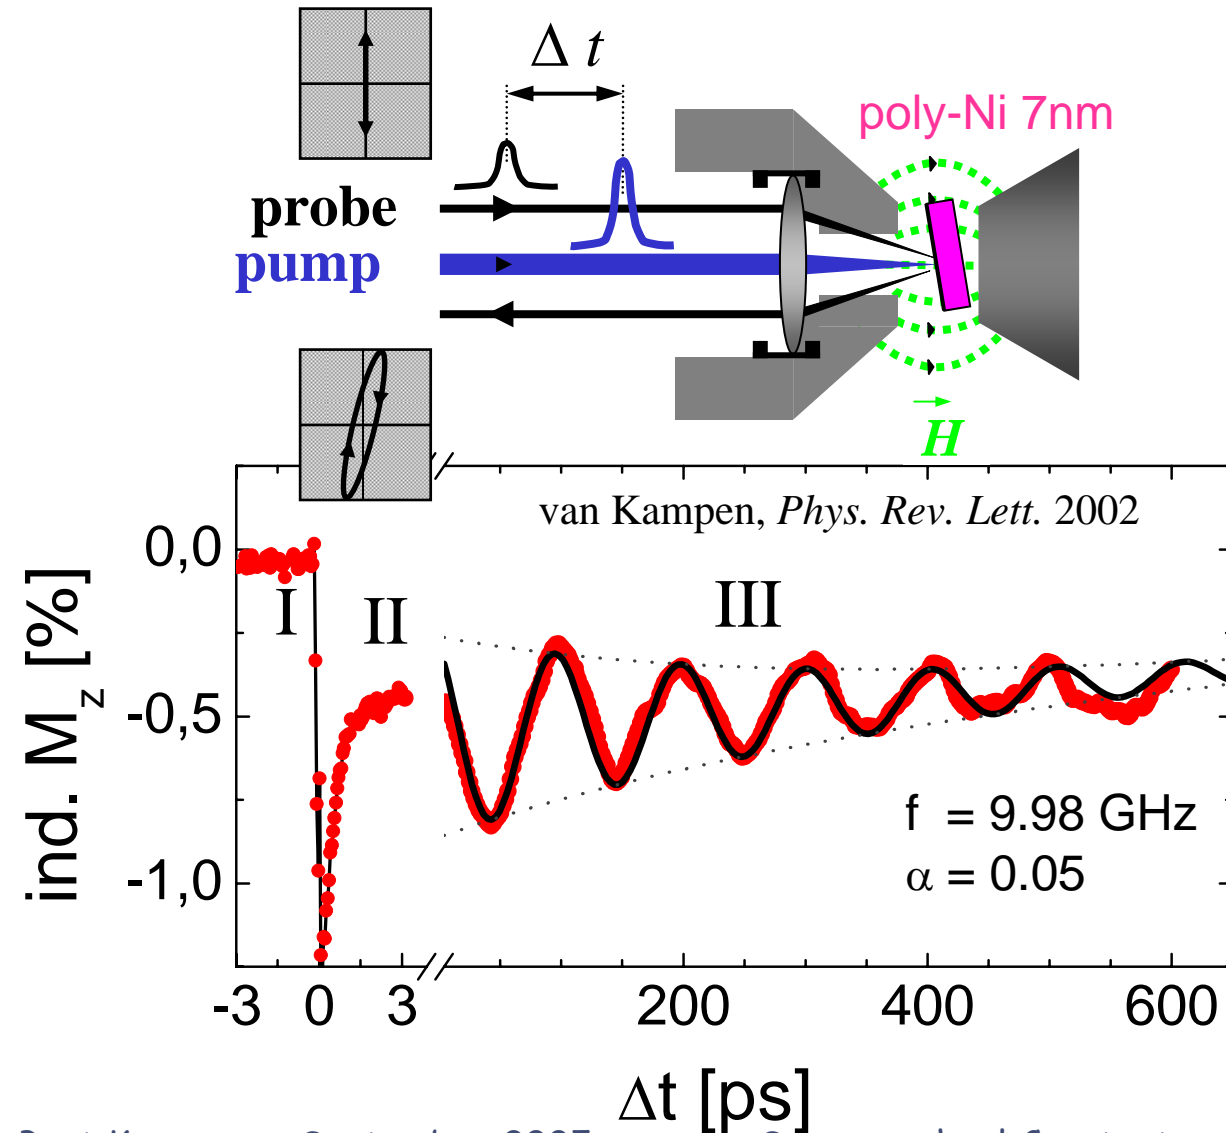 Δ t
poly-Ni 7nm
probe
pump
H
van Kampen, Phys. Rev. Lett. 2002
0,0
-0,5
-1,0
ind. M_z [%]
I
II
III
f = 9.98 GHz
α = 0.05
-3 0 3 200 400 600
Δt [ps]